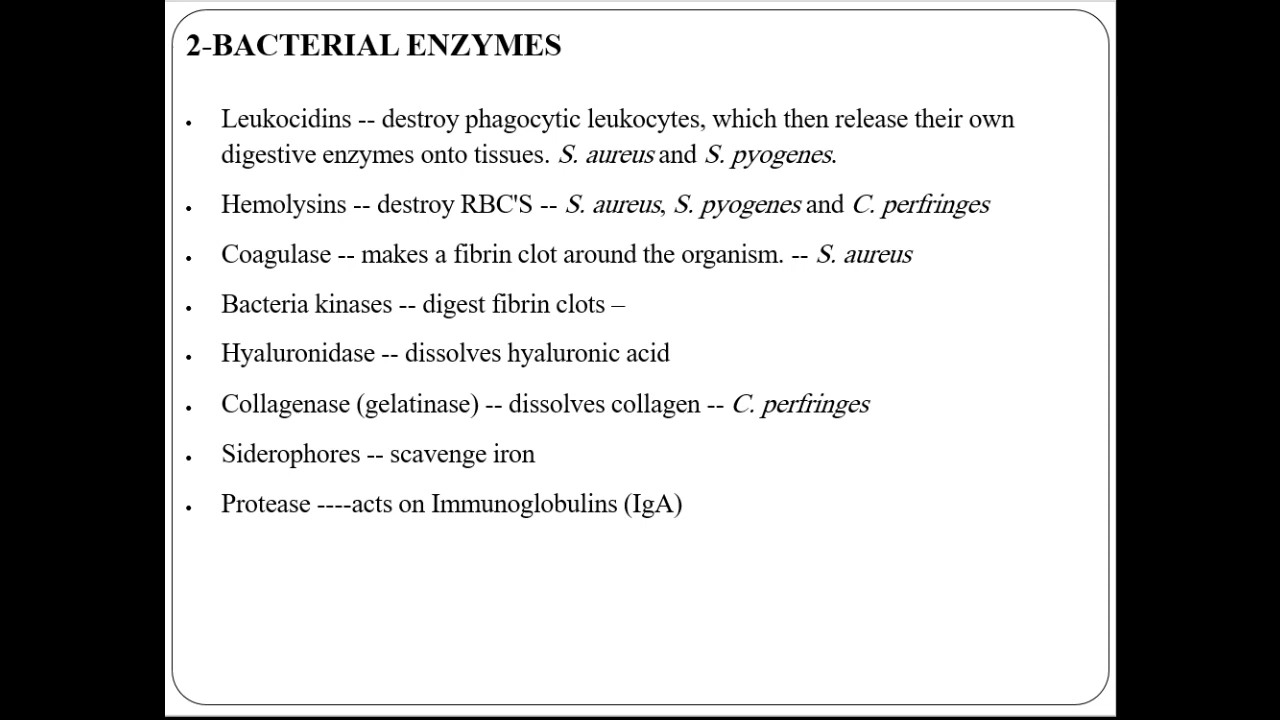 2-BACTERIAL ENZYMES
• Leukocidins -- destroy phagocytic leukocytes, which then release their own
digestive enzymes onto tissues. S. aureus and S. pyogenes.
• Hemolysins -- destroy RBC'S -- S. aureus, S. pyogenes and C. perfringes
• Coagulase -- makes a fibrin clot around the organism. -- S. aureus
• Bacteria kinases -- digest fibrin clots –
• Hyaluronidase -- dissolves hyaluronic acid
• Collagenase (gelatinase) -- dissolves collagen -- C. perfringes
• Siderophores -- scavenge iron
• Protease ----acts on Immunoglobulins (IgA)